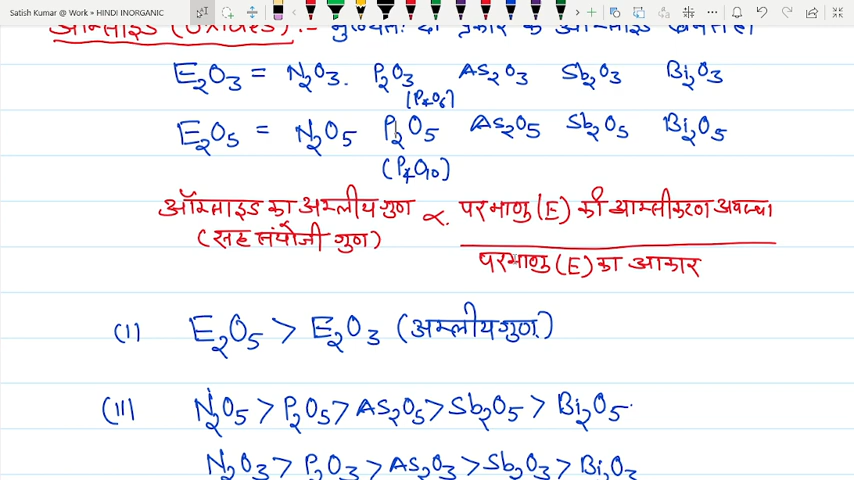 Satish Kumar @ Work » HINDI INORGANIC
ऑक्साइड (Oxides) :- मुख्यतः दो प्रकार के ऑक्साइड बनाते हैं।
E₂O₃ = N₂O₃. P₂O₃ As₂O₃ Sb₂O₃ Bi₂O₃
(P₄O₆)
E₂O₅ = N₂O₅ P₂O₅ As₂O₅ Sb₂O₅ Bi₂O₅
(P₄O₁₀)
ऑक्साइड का अम्लीय गुण ∝ परमाणु (E) की आक्सीकरण अवस्था
(सह संयोजी गुण)
परमाणु (E) का आकार
(I) E₂O₅ > E₂O₃ (अम्लीय गुण.)
(II) N₂O₅ > P₂O₅ > As₂O₅ > Sb₂O₅ > Bi₂O₅.
N₂O₃ > P₂O₃ > As₂O₃ > Sb₂O₃ > Bi₂O₃